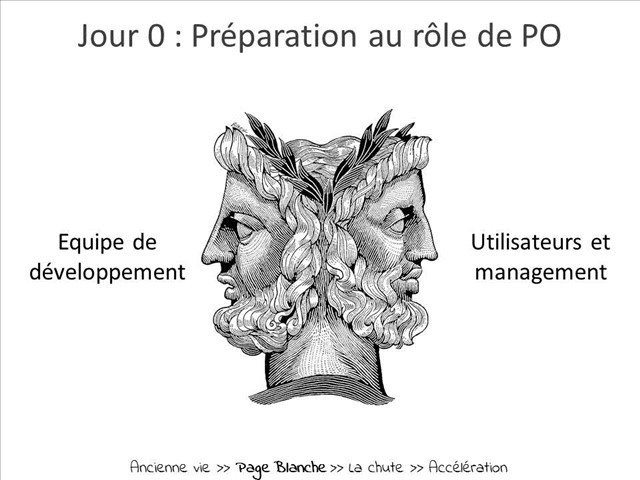 Jour 0 : Préparation au rôle de PO
Equipe de
développement
Utilisateurs et
management
Ancienne vie >> Page Blanche >> La chute >> Accélération